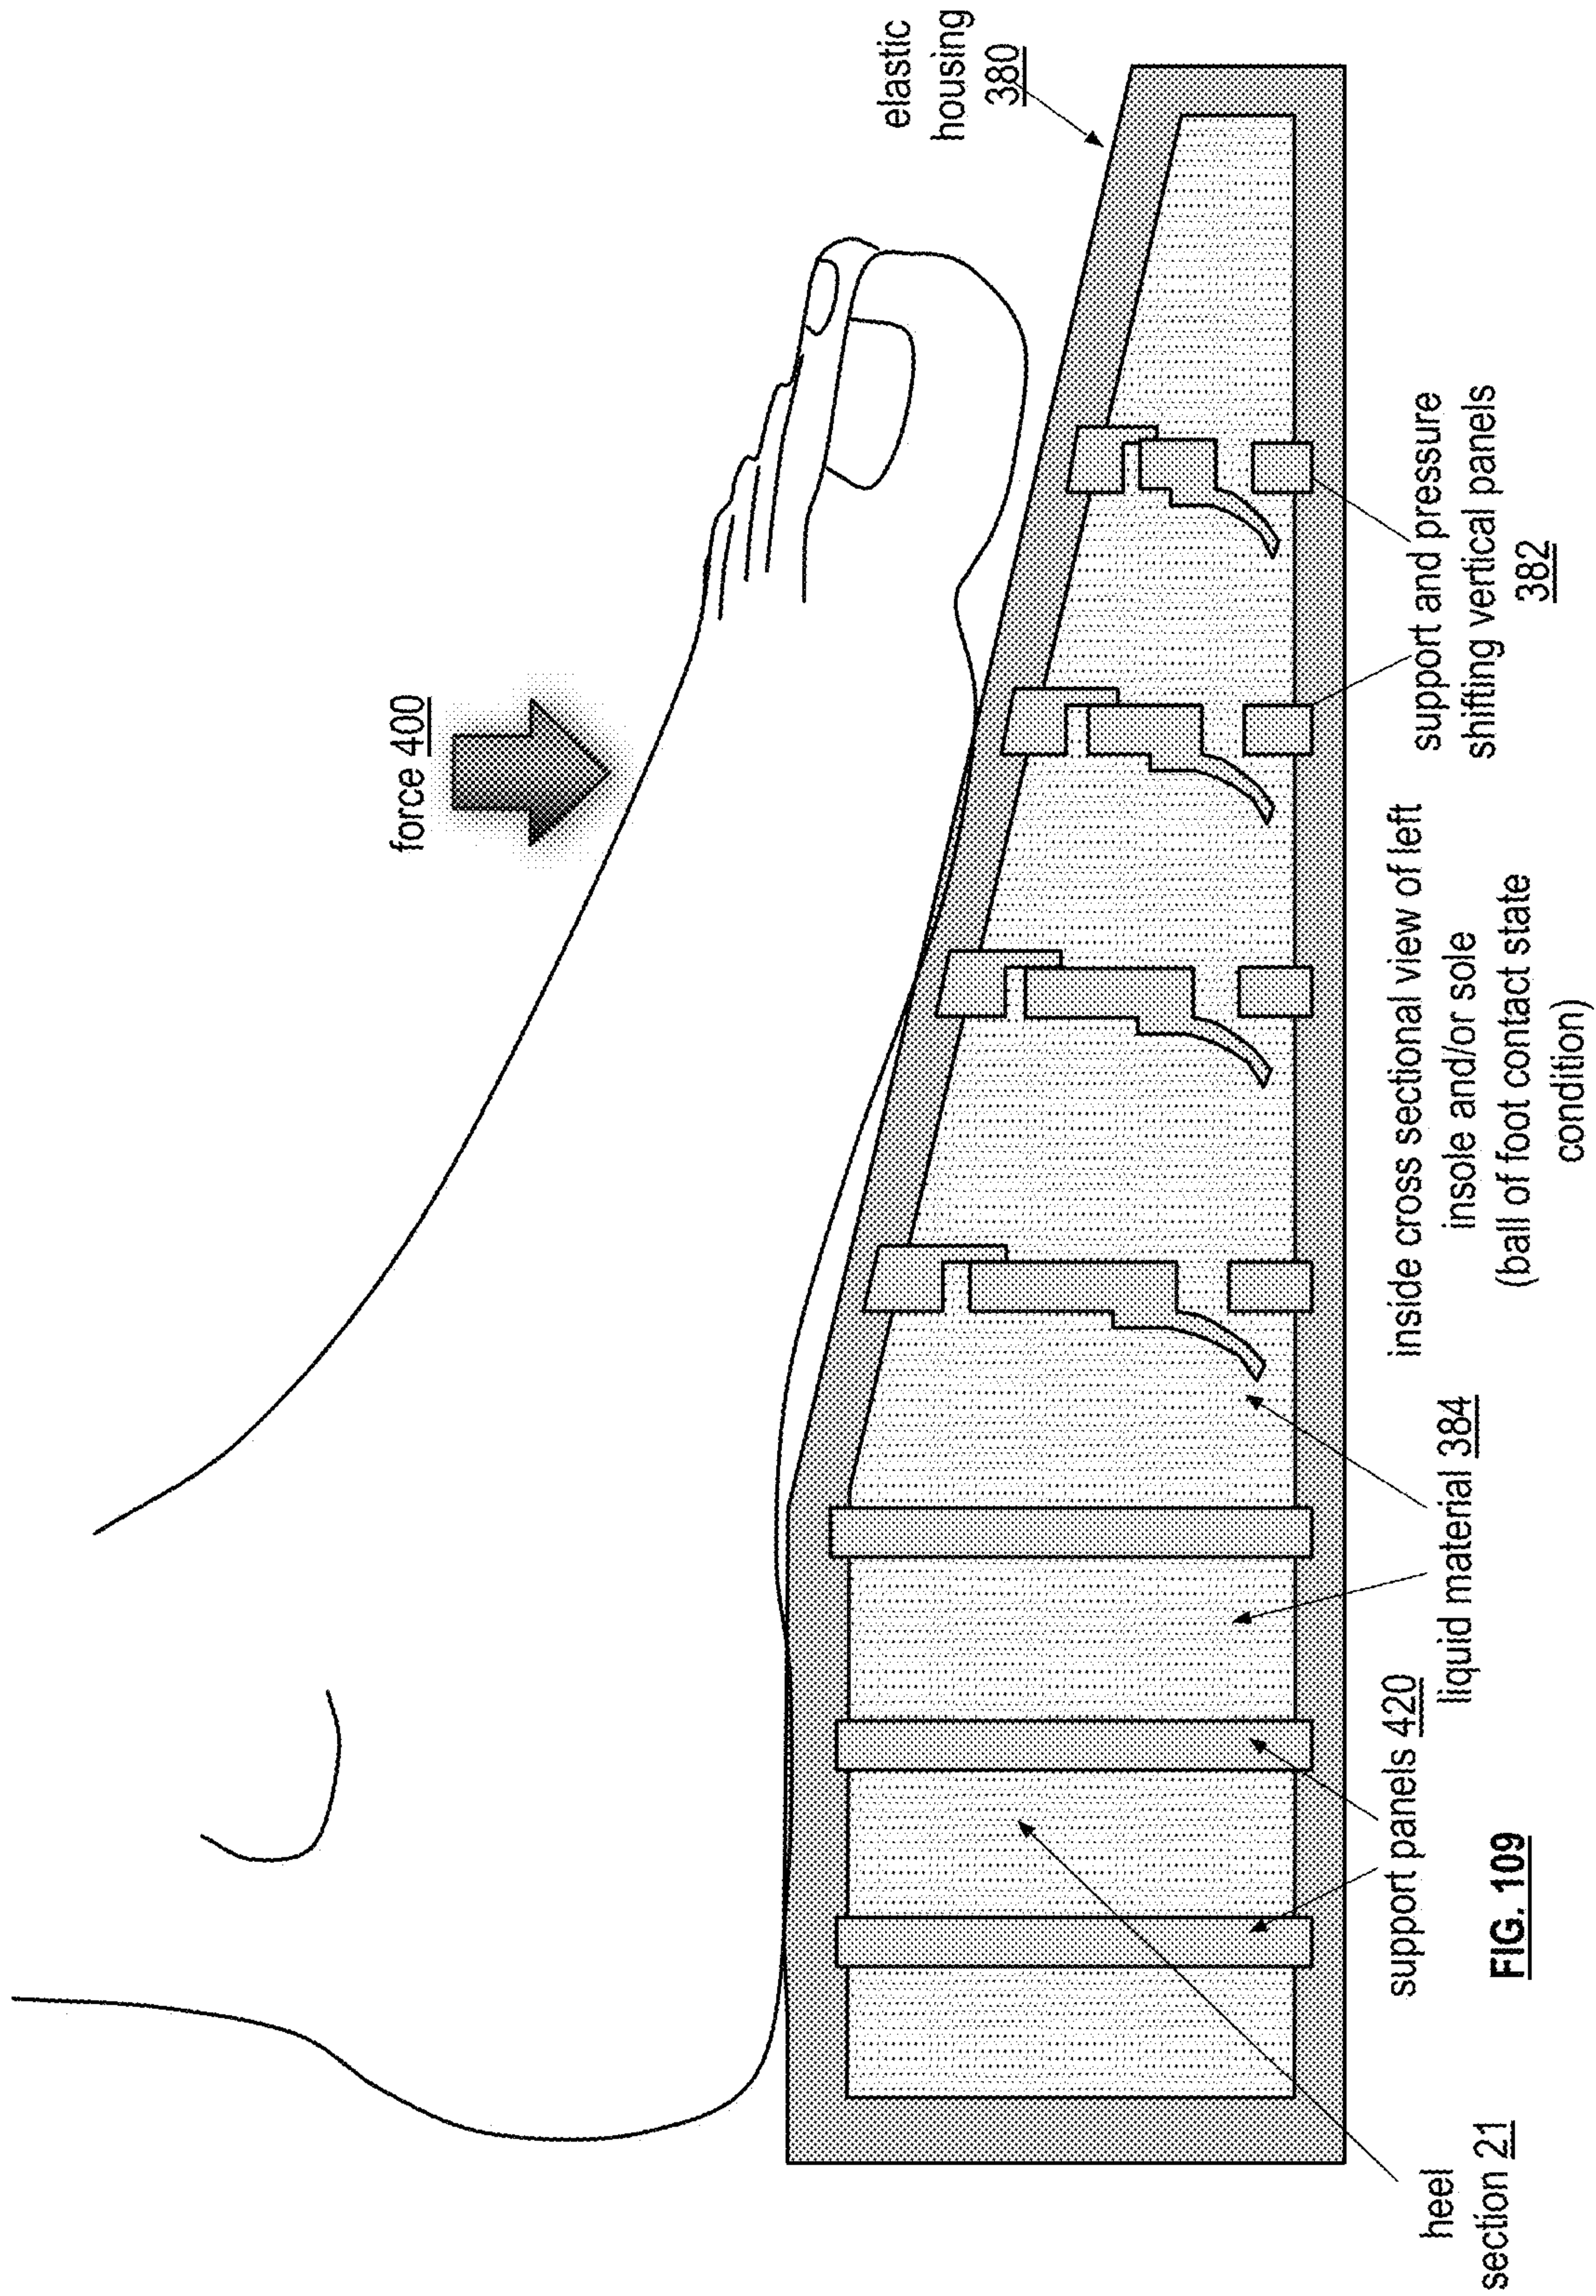 force 400
elastic
housing
380
heel
section 21
support panels 420
liquid material 384
inside cross sectional view of left
insole and/or sole
(ball of foot contact state
condition)
support and pressure
shifting vertical panels
382
FIG. 109